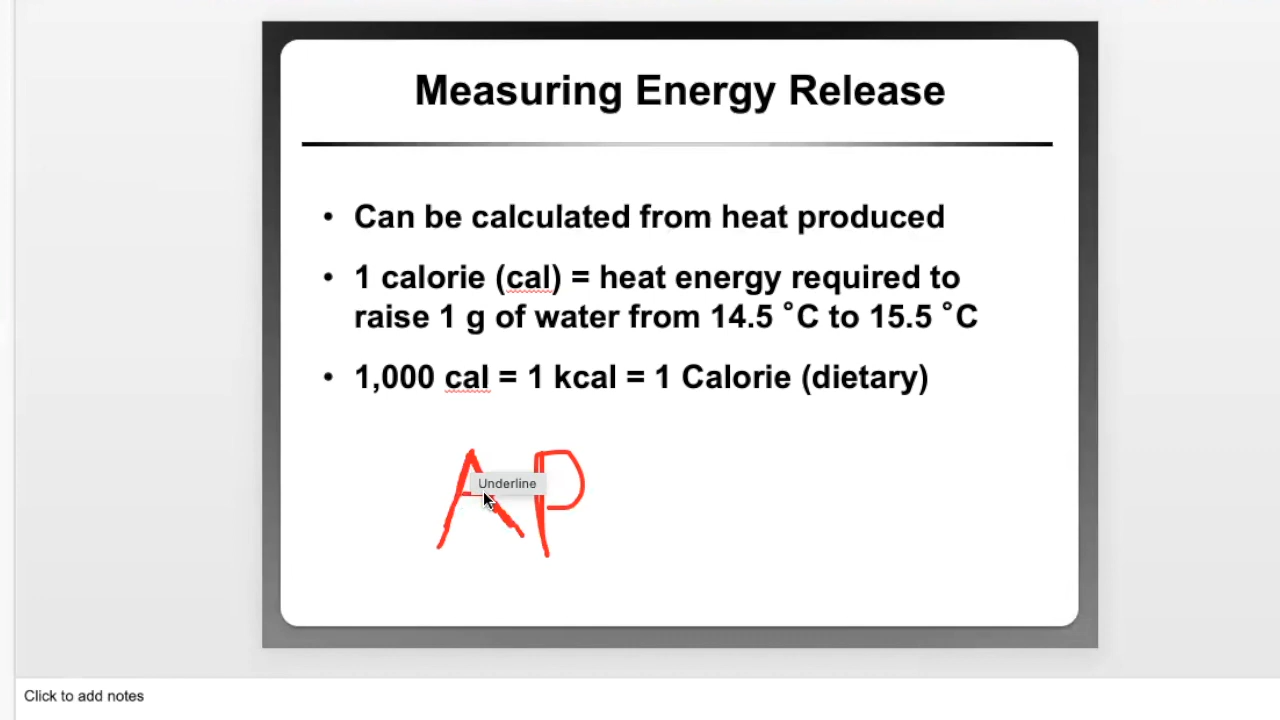 Measuring Energy Release
• Can be calculated from heat produced
• 1 calorie (cal) = heat energy required to
raise 1 g of water from 14.5 ˚C to 15.5 ˚C
• 1,000 cal = 1 kcal = 1 Calorie (dietary)
AP
Underline
Click to add notes